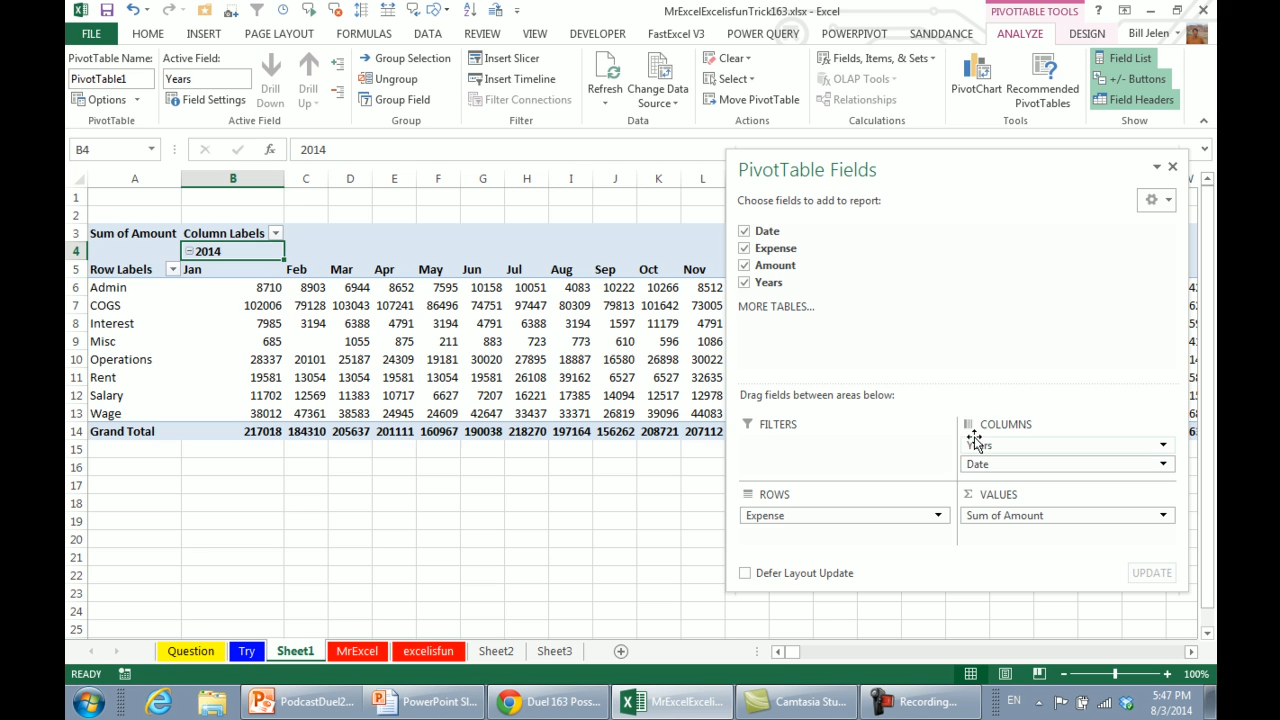 MrExcelExcelisfunTrick163.xlsx - Excel
PIVOTTABLE TOOLS
FILE HOME INSERT PAGE LAYOUT FORMULAS DATA REVIEW VIEW DEVELOPER FastExcel V3 POWER QUERY POWERPIVOT SANDDANCE ANALYZE DESIGN Bill Jelen
PivotTable Name: Active Field: Group Selection Insert Slicer Clear Fields, Items, & Sets Field List
PivotTable1 Years Drill Down Drill Up Ungroup Insert Timeline Refresh Change Data Source Select OLAP Tools PivotChart Recommended PivotTables +/- Buttons
Options Field Settings Group Field Filter Connections Move PivotTable Relationships Field Headers
PivotTable Active Field Group Filter Data Actions Calculations Tools Show
B4 fx 2014
A B C D E F G H I J K L W
1
2
3 Sum of Amount Column Labels
4 2014
5 Row Labels Jan Feb Mar Apr May Jun Jul Aug Sep Oct Nov
6 Admin 8710 8903 6944 8652 7595 10158 10051 4083 10222 10266 8512
7 COGS 102006 79128 103043 107241 86496 74751 97447 80309 79813 101642 73005
8 Interest 7985 3194 6388 4791 3194 4791 6388 3194 1597 11179 4791
9 Misc 685 1055 875 211 883 723 773 610 596 1086
10 Operations 28337 20101 25187 24309 19181 30020 27895 18887 16580 26898 30022
11 Rent 19581 13054 13054 19581 13054 19581 26108 39162 6527 6527 32635
12 Salary 11702 12569 11383 10717 6627 7207 16221 17385 14094 12517 12978
13 Wage 38012 47361 38583 24945 24609 42647 33437 33371 26819 39096 44083
14 Grand Total 217018 184310 205637 201111 160967 190038 218270 197164 156262 208721 207112
15
16
17
18
19
20
21
22
23
24
25
PivotTable Fields
Choose fields to add to report:
Date
Expense
Amount
Years
MORE TABLES...
Drag fields between areas below:
FILTERS COLUMNS
Years
Date
ROWS Σ VALUES
Expense Sum of Amount
Defer Layout Update UPDATE
Question Try Sheet1 MrExcel excelisfun Sheet2 Sheet3
READY 100%
PodcastDuel2... PowerPoint Sl... Duel 163 Poss... MrExcelExceli... Camtasia Stu... Recording... EN 5:47 PM
8/3/2014